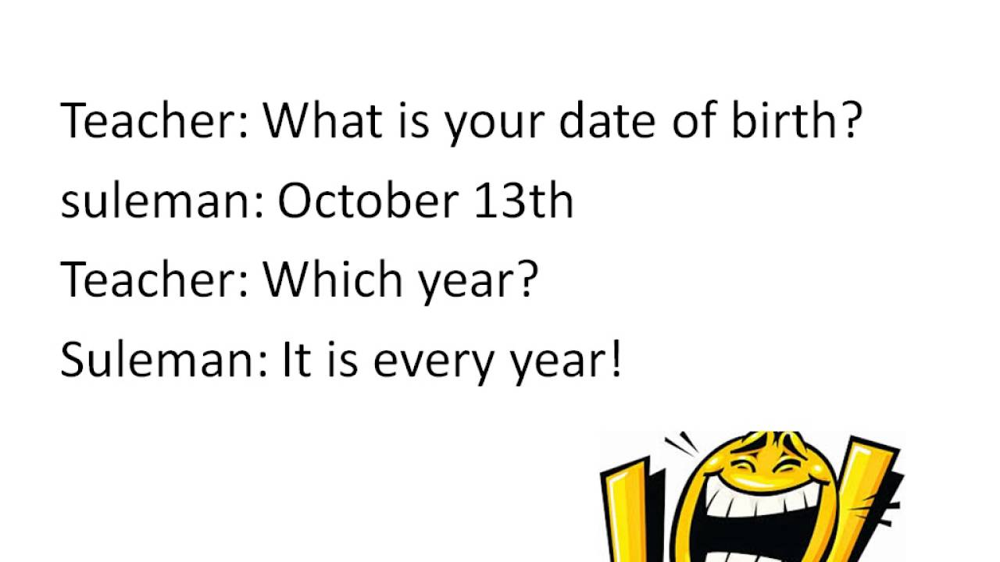 Teacher: What is your date of birth?
suleman: October 13th
Teacher: Which year?
Suleman: It is every year!